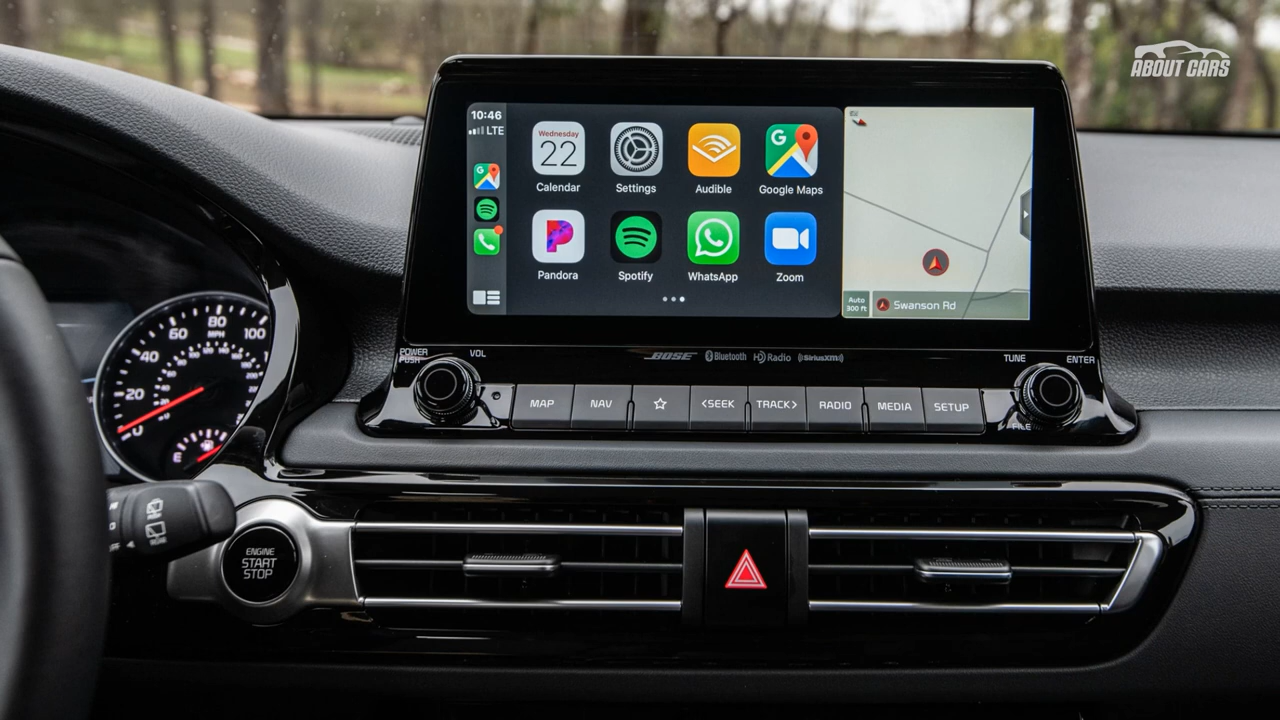 ABOUT CARS
10:46
LTE
Wednesday
22
Calendar
Settings
Audible
Google Maps
Pandora
Spotify
WhatsApp
Zoom
Auto
300 ft
Swanson Rd
POWER
PUSH
VOL
BOSE
Bluetooth
HD Radio
((SiriusXM))
TUNE
ENTER
FILE
MAP
NAV
<SEEK
TRACK>
RADIO
MEDIA
SETUP
0
20
40
60
80
100
MPH
E
ENGINE
START
STOP